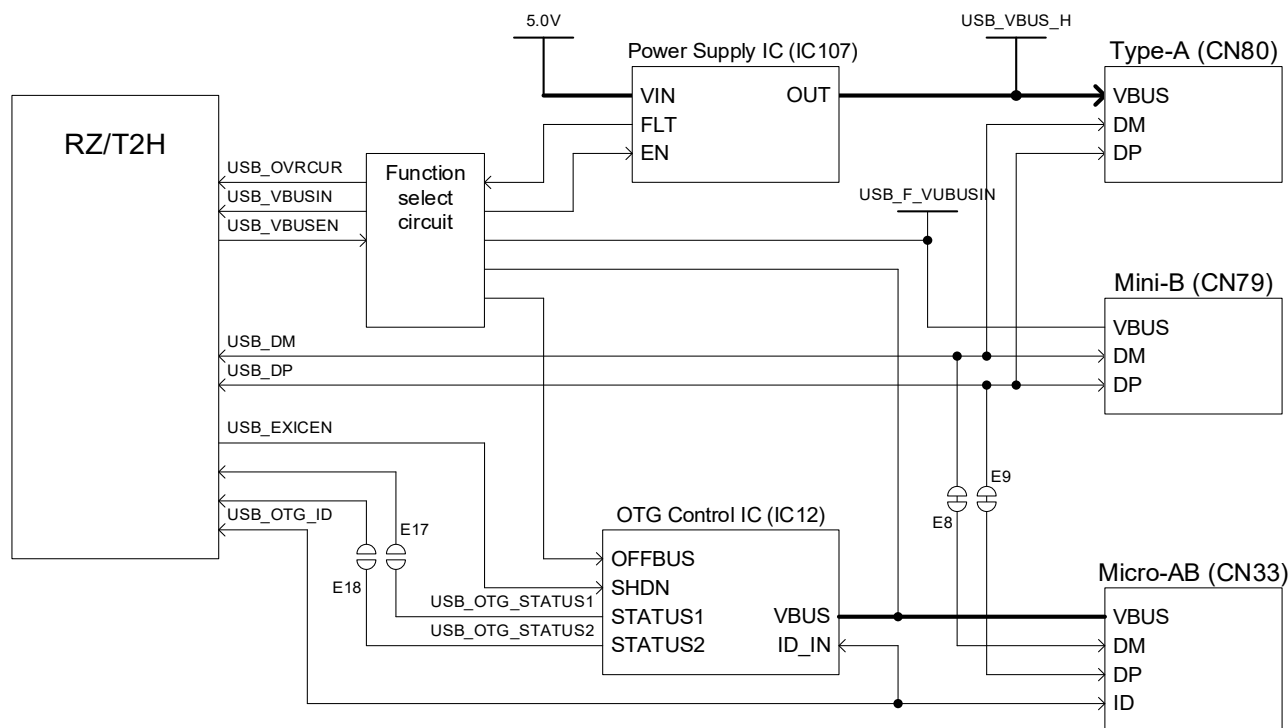 5.0V
USB_VBUS_H
Power Supply IC (IC107)
Type-A (CN80)
VIN
OUT
VBUS
RZ/T2H
FLT
DM
EN
DP
USB_OVRCUR
Function
select
circuit
USB_VBUSIN
USB_VBUSEN
USB_F_VUBUSIN
Mini-B (CN79)
VBUS
USB_DM
DM
USB_DP
DP
USB_EXICEN
E9
E8
USB_OTG_ID
E17
E18
OTG Control IC (IC12)
OFFBUS
SHDN
Micro-AB (CN33)
USB_OTG_STATUS1
STATUS1
VBUS
VBUS
USB_OTG_STATUS2
STATUS2
ID_IN
DM
DP
ID